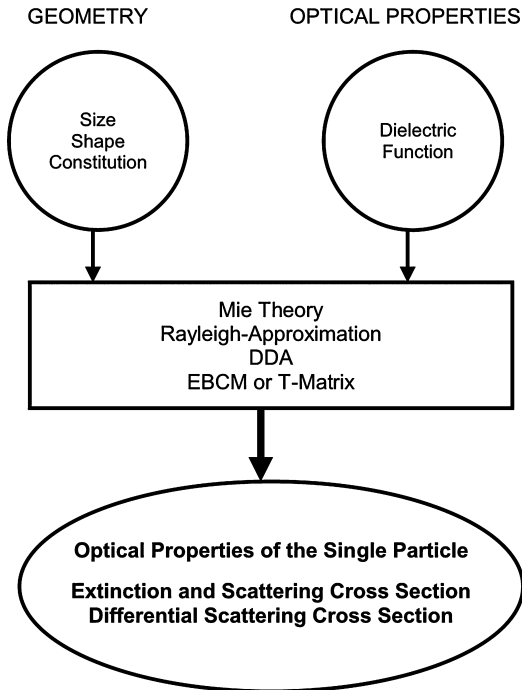 GEOMETRY
OPTICAL PROPERTIES
Size
Shape
Constitution
Dielectric
Function
Mie Theory
Rayleigh-Approximation
DDA
EBCM or T-Matrix
Optical Properties of the Single Particle
Extinction and Scattering Cross Section
Differential Scattering Cross Section